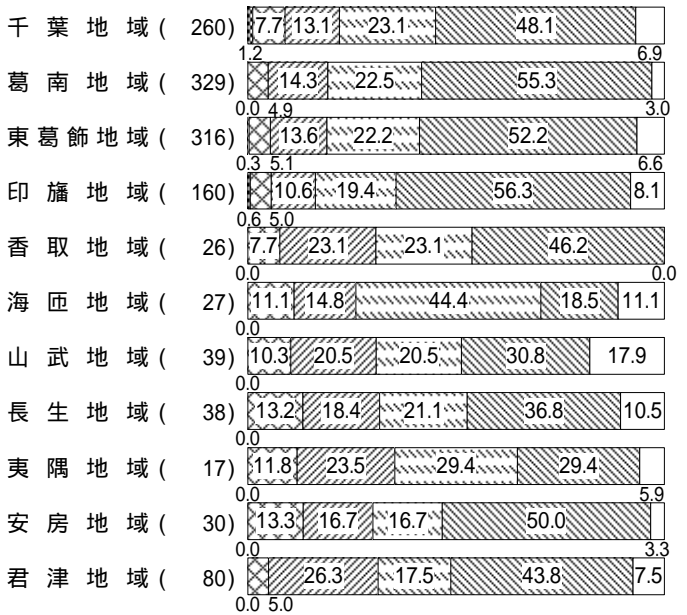 千葉地域( 260) 7.7 13.1 23.1 48.1
1.2 6.9
葛南地域( 329) 14.3 22.5 55.3
0.0 4.9 3.0
東葛飾地域( 316) 13.6 22.2 52.2
0.3 5.1 6.6
印旛地域( 160) 10.6 19.4 56.3 8.1
0.6 5.0
香取地域( 26) 7.7 23.1 23.1 46.2
0.0 0.0
海匝地域( 27) 11.1 14.8 44.4 18.5 11.1
0.0
山武地域( 39) 10.3 20.5 20.5 30.8 17.9
0.0
長生地域( 38) 13.2 18.4 21.1 36.8 10.5
0.0
夷隅地域( 17) 11.8 23.5 29.4 29.4
0.0 5.9
安房地域( 30) 13.3 16.7 16.7 50.0
0.0 3.3
君津地域( 80) 26.3 17.5 43.8 7.5
0.0 5.0